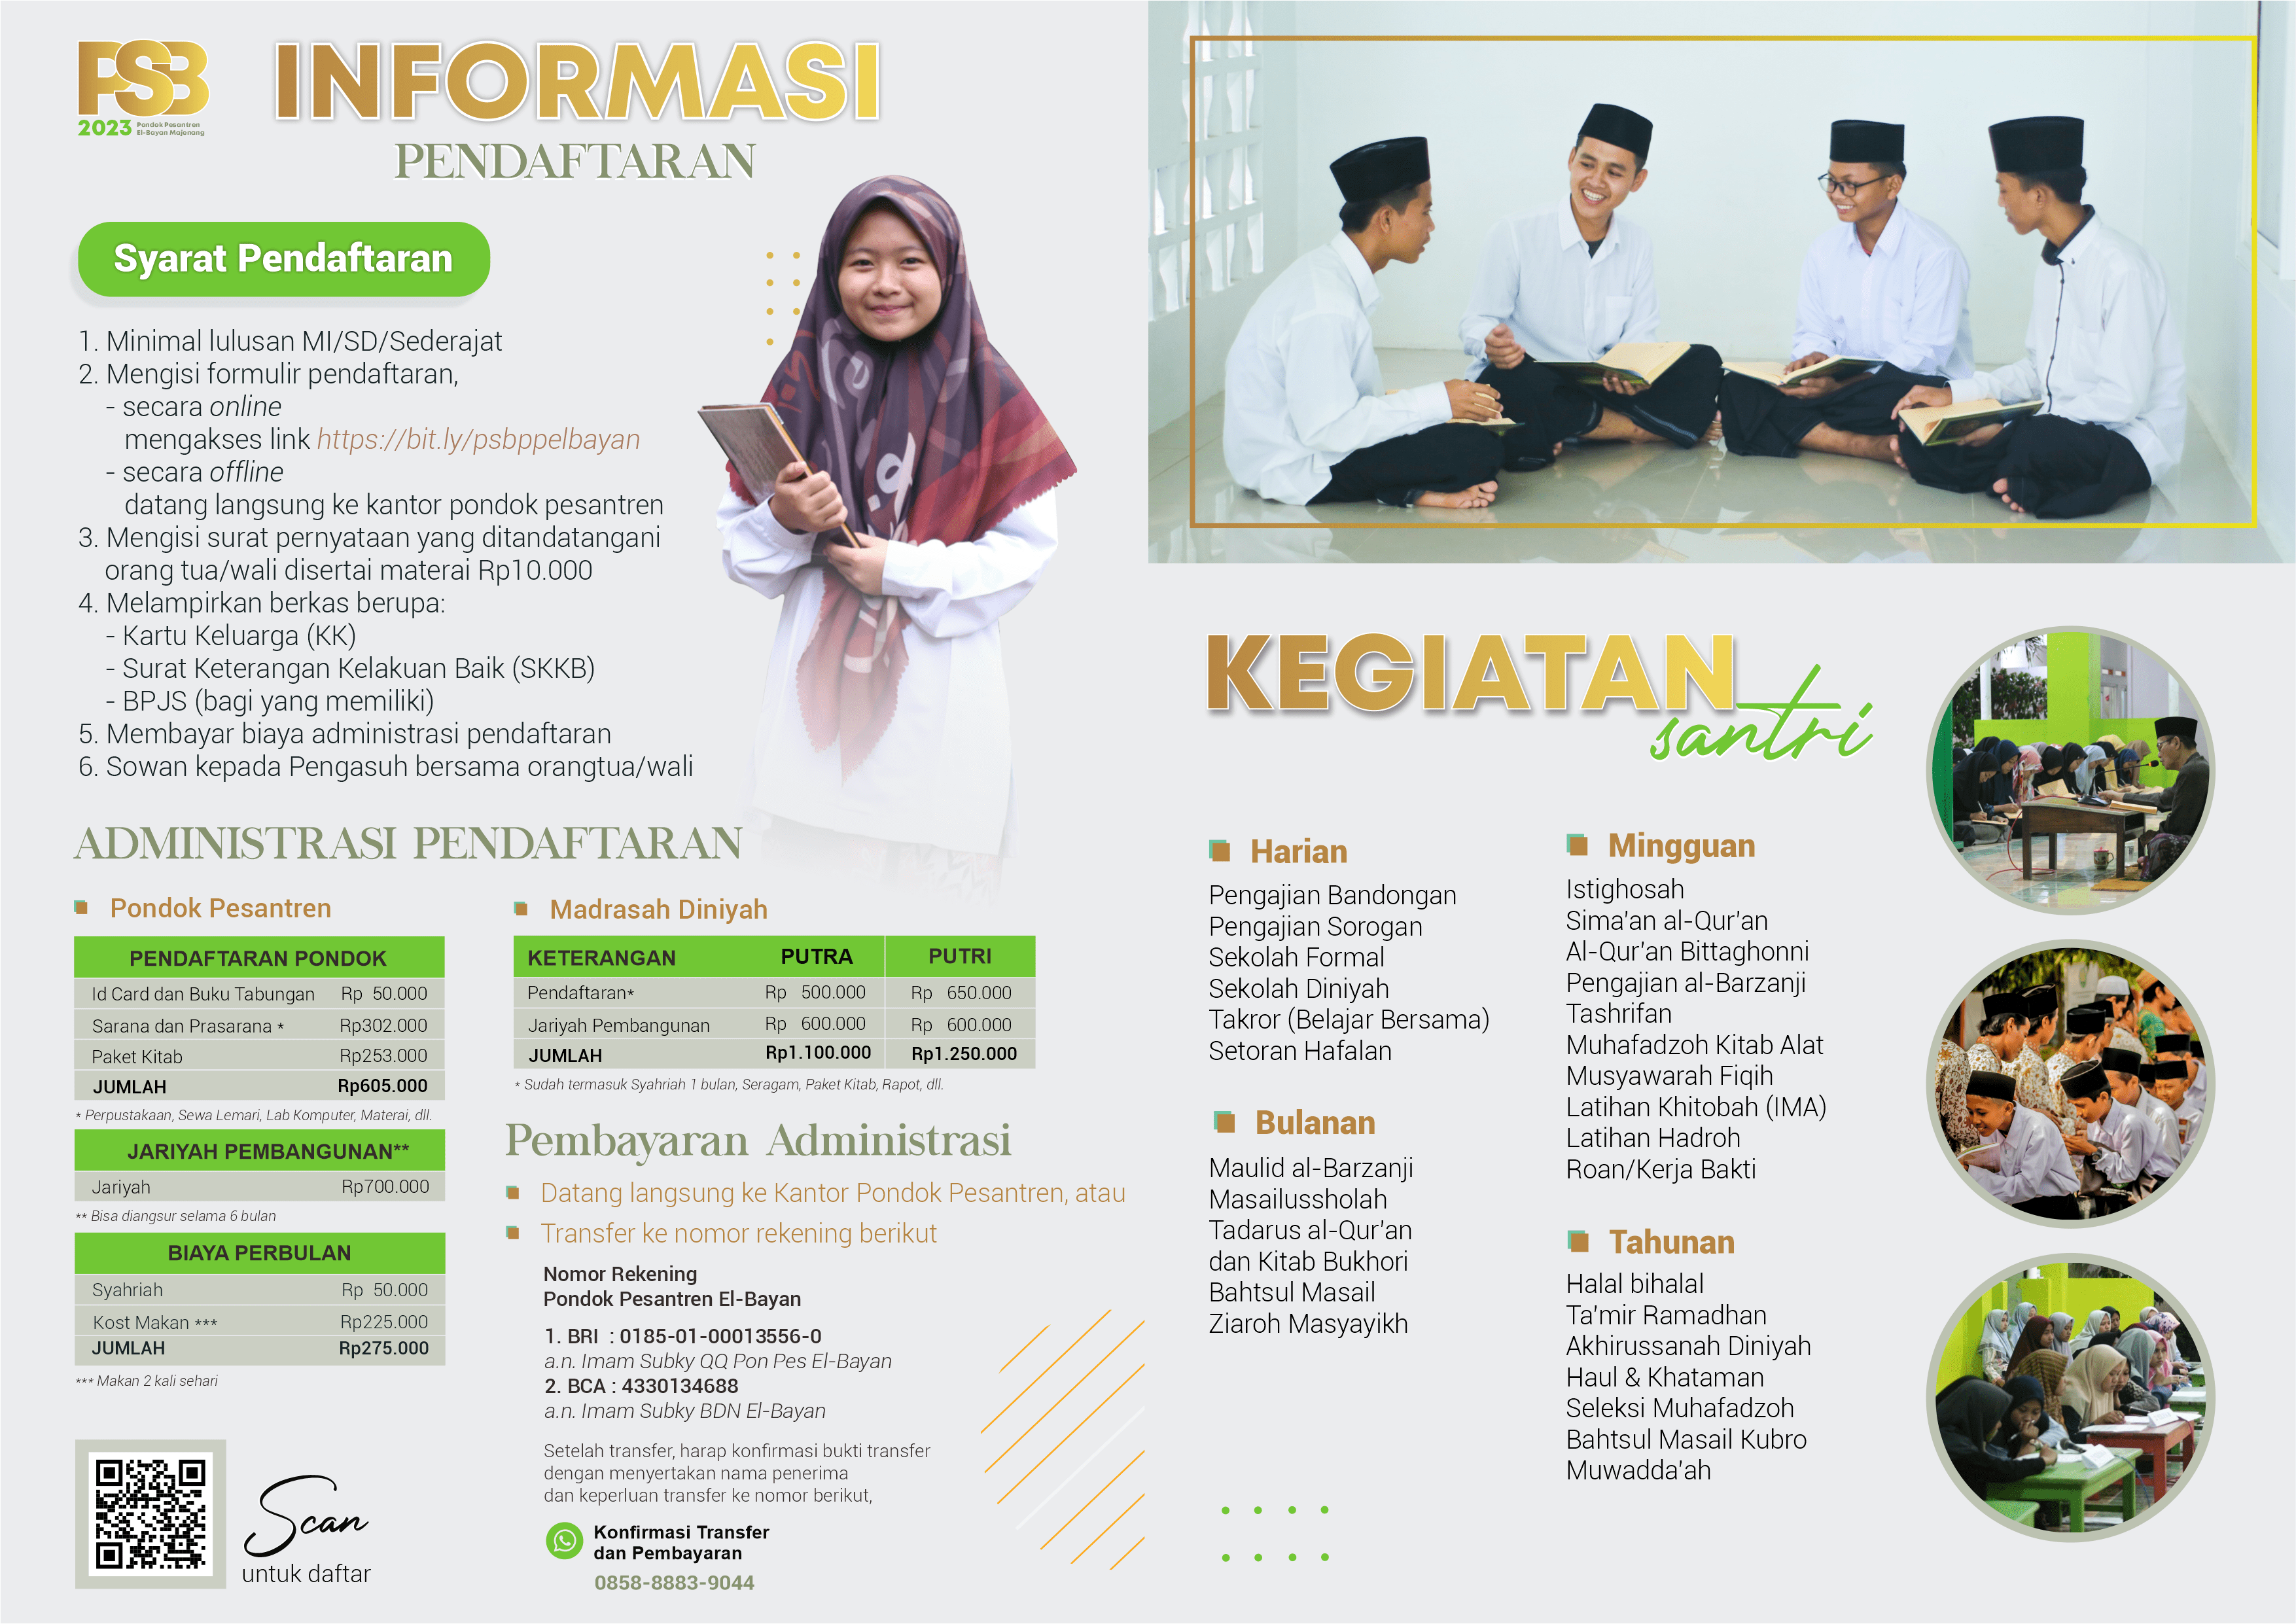 PSB
2023 Pondok Pesantren
El-Bayan Majenang
INFORMASI
PENDAFTARAN
Syarat Pendaftaran
1. Minimal lulusan MI/SD/Sederajat
2. Mengisi formulir pendaftaran,
- secara online
mengakses link https://bit.ly/psbppelbayan
- secara offline
datang langsung ke kantor pondok pesantren
3. Mengisi surat pernyataan yang ditandatangani
orang tua/wali disertai materai Rp10.000
4. Melampirkan berkas berupa:
- Kartu Keluarga (KK)
- Surat Keterangan Kelakuan Baik (SKKB)
- BPJS (bagi yang memiliki)
5. Membayar biaya administrasi pendaftaran
6. Sowan kepada Pengasuh bersama orangtua/wali
ADMINISTRASI PENDAFTARAN
Pondok Pesantren
PENDAFTARAN PONDOK
Id Card dan Buku Tabungan Rp 50.000
Sarana dan Prasarana * Rp302.000
Paket Kitab Rp253.000
JUMLAH Rp605.000
* Perpustakaan, Sewa Lemari, Lab Komputer, Materai, dll.
JARIYAH PEMBANGUNAN**
Jariyah Rp700.000
** Bisa diangsur selama 6 bulan
BIAYA PERBULAN
Syahriah Rp 50.000
Kost Makan *** Rp225.000
JUMLAH Rp275.000
*** Makan 2 kali sehari
Scan
untuk daftar
Madrasah Diniyah
KETERANGAN PUTRA PUTRI
Pendaftaran* Rp 500.000 Rp 650.000
Jariyah Pembangunan Rp 600.000 Rp 600.000
JUMLAH Rp1.100.000 Rp1.250.000
* Sudah termasuk Syahriah 1 bulan, Seragam, Paket Kitab, Rapot, dll.
Pembayaran Administrasi
Datang langsung ke Kantor Pondok Pesantren, atau
Transfer ke nomor rekening berikut
Nomor Rekening
Pondok Pesantren El-Bayan
1. BRI : 0185-01-00013556-0
a.n. Imam Subky QQ Pon Pes El-Bayan
2. BCA : 4330134688
a.n. Imam Subky BDN El-Bayan
Setelah transfer, harap konfirmasi bukti transfer
dengan menyertakan nama penerima
dan keperluan transfer ke nomor berikut,
Konfirmasi Transfer
dan Pembayaran
0858-8883-9044
KEGIATAN
santri
Harian
Pengajian Bandongan
Pengajian Sorogan
Sekolah Formal
Sekolah Diniyah
Takror (Belajar Bersama)
Setoran Hafalan
Bulanan
Maulid al-Barzanji
Masailussholah
Tadarus al-Qur'an
dan Kitab Bukhori
Bahtsul Masail
Ziaroh Masyayikh
Mingguan
Istighosah
Sima'an al-Qur'an
Al-Qur'an Bittaghonni
Pengajian al-Barzanji
Tashrifan
Muhafadzoh Kitab Alat
Musyawarah Fiqih
Latihan Khitobah (IMA)
Latihan Hadroh
Roan/Kerja Bakti
Tahunan
Halal bihalal
Ta'mir Ramadhan
Akhirussanah Diniyah
Haul & Khataman
Seleksi Muhafadzoh
Bahtsul Masail Kubro
Muwadda'ah